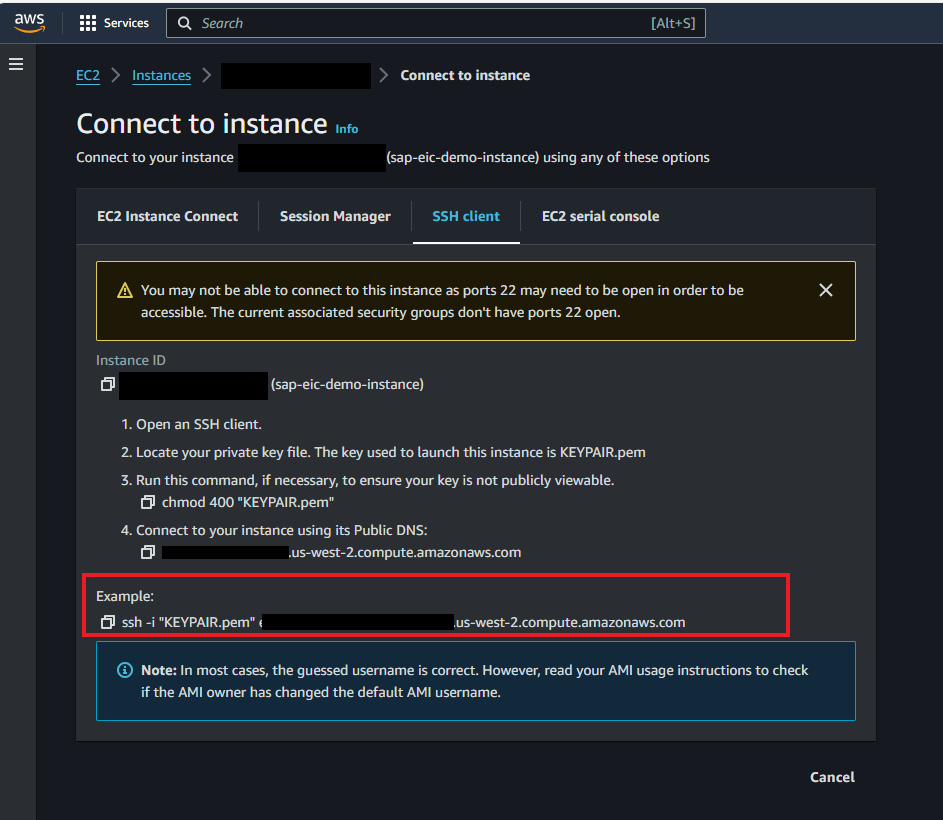 aws
Services
Search
[Alt+S]
EC2
Instances
Connect to instance
Connect to instance Info
Connect to your instance (sap-eic-demo-instance) using any of these options
EC2 Instance Connect
Session Manager
SSH client
EC2 serial console
You may not be able to connect to this instance as ports 22 may need to be open in order to be
accessible. The current associated security groups don't have ports 22 open.
Instance ID
(sap-eic-demo-instance)
1. Open an SSH client.
2. Locate your private key file. The key used to launch this instance is KEYPAIR.pem
3. Run this command, if necessary, to ensure your key is not publicly viewable.
chmod 400 "KEYPAIR.pem"
4. Connect to your instance using its Public DNS:
.us-west-2.compute.amazonaws.com
Example:
ssh -i "KEYPAIR.pem" e .us-west-2.compute.amazonaws.com
Note: In most cases, the guessed username is correct. However, read your AMI usage instructions to check
if the AMI owner has changed the default AMI username.
Cancel